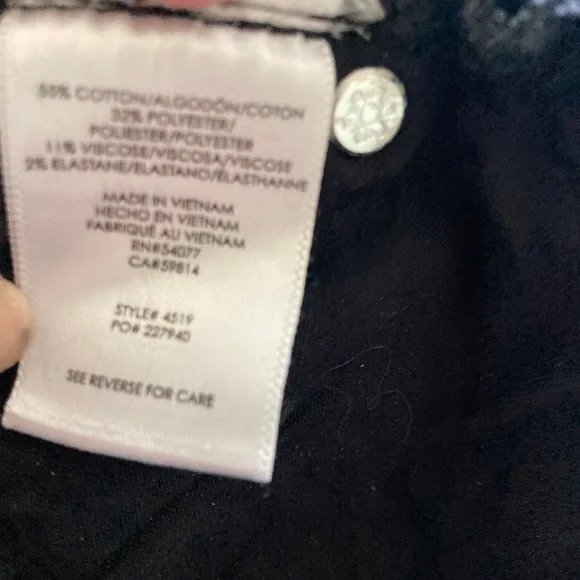 55% COTTON/ALGODÓN/COTON
32% POLYESTER/
POLIESTER/POLYESTER
11% VISCOSE/VISCOSA/VISCOSE
2% ELASTANE/ELASTANO/ÉLASTHANNE
MADE IN VIETNAM
HECHO EN VIETNAM
FABRIQUÉ AU VIETNAM
RN#54077
CA#59814
STYLE# 4519
PO# 227940
SEE REVERSE FOR CARE